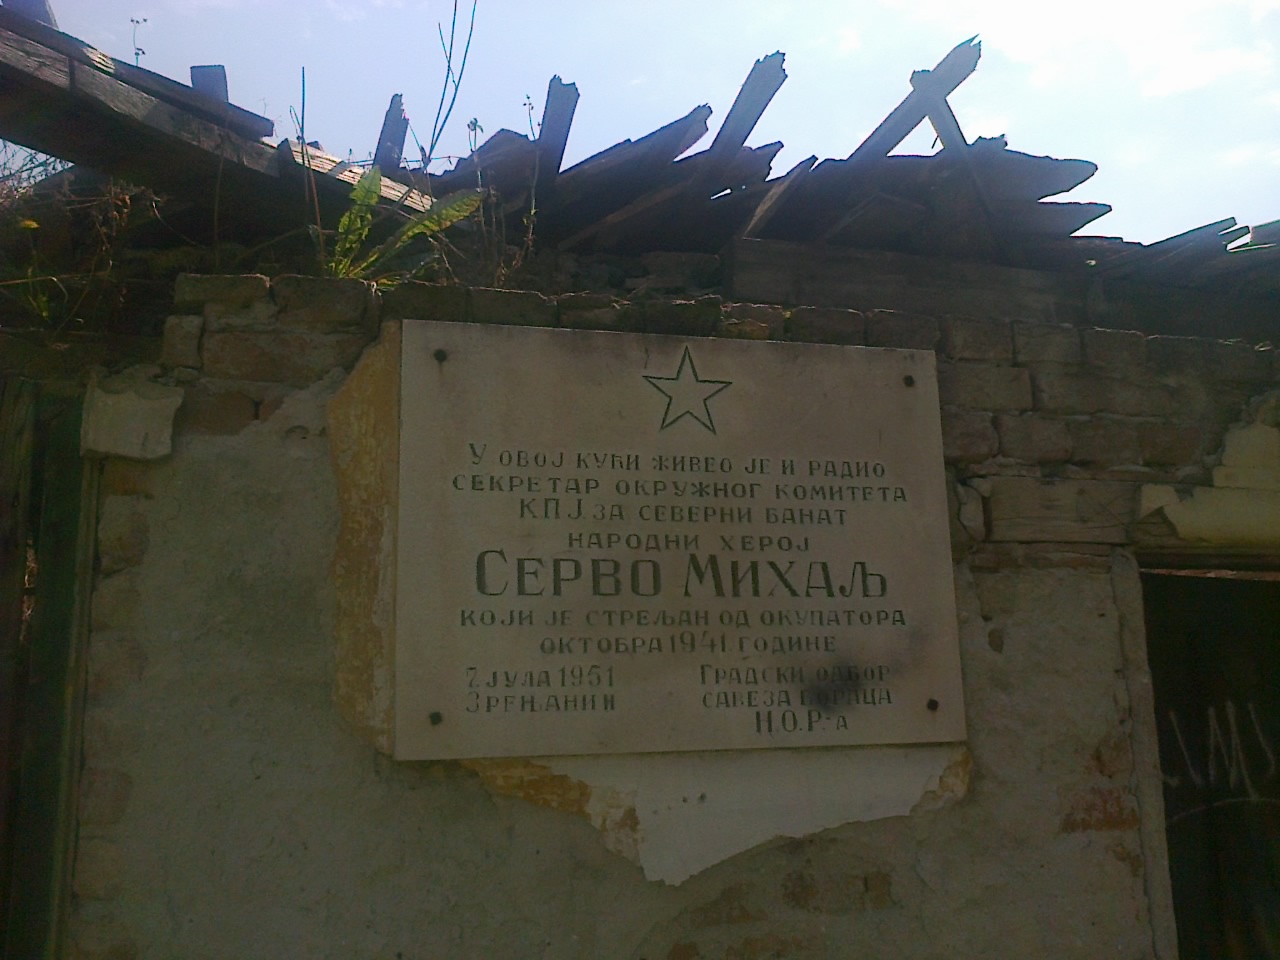 У ОВОЈ КУЋИ ЖИВЕО ЈЕ И РАДИО
СЕКРЕТАР ОКРУЖНОГ КОМИТЕТА
КПЈ ЗА СЕВЕРНИ БАНАТ
НАРОДНИ ХЕРОЈ
СЕРВО МИХАЉ
КОЈИ ЈЕ СТРЕЉАН ОД ОКУПАТОРА
ОКТОБРА 1941. ГОДИНЕ
7. ЈУЛА 1951 ГРАДСКИ ОДБОР
ЗРЕЊАНИН САВЕЗА БОРАЦА
Н.О.Р.-А